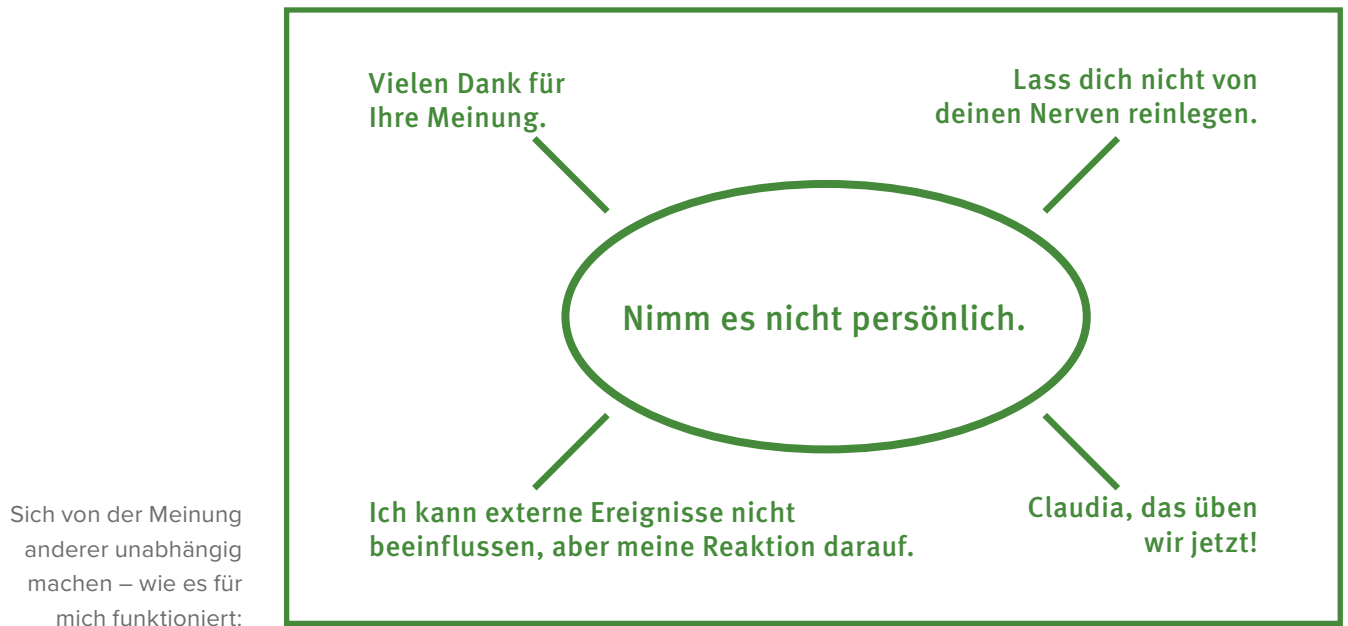 Vielen Dank für
Ihre Meinung.
Lass dich nicht von
deinen Nerven reinlegen.
Nimm es nicht persönlich.
Ich kann externe Ereignisse nicht
beeinflussen, aber meine Reaktion darauf.
Claudia, das üben
wir jetzt!
Sich von der Meinung
anderer unabhängig
machen – wie es für
mich funktioniert: